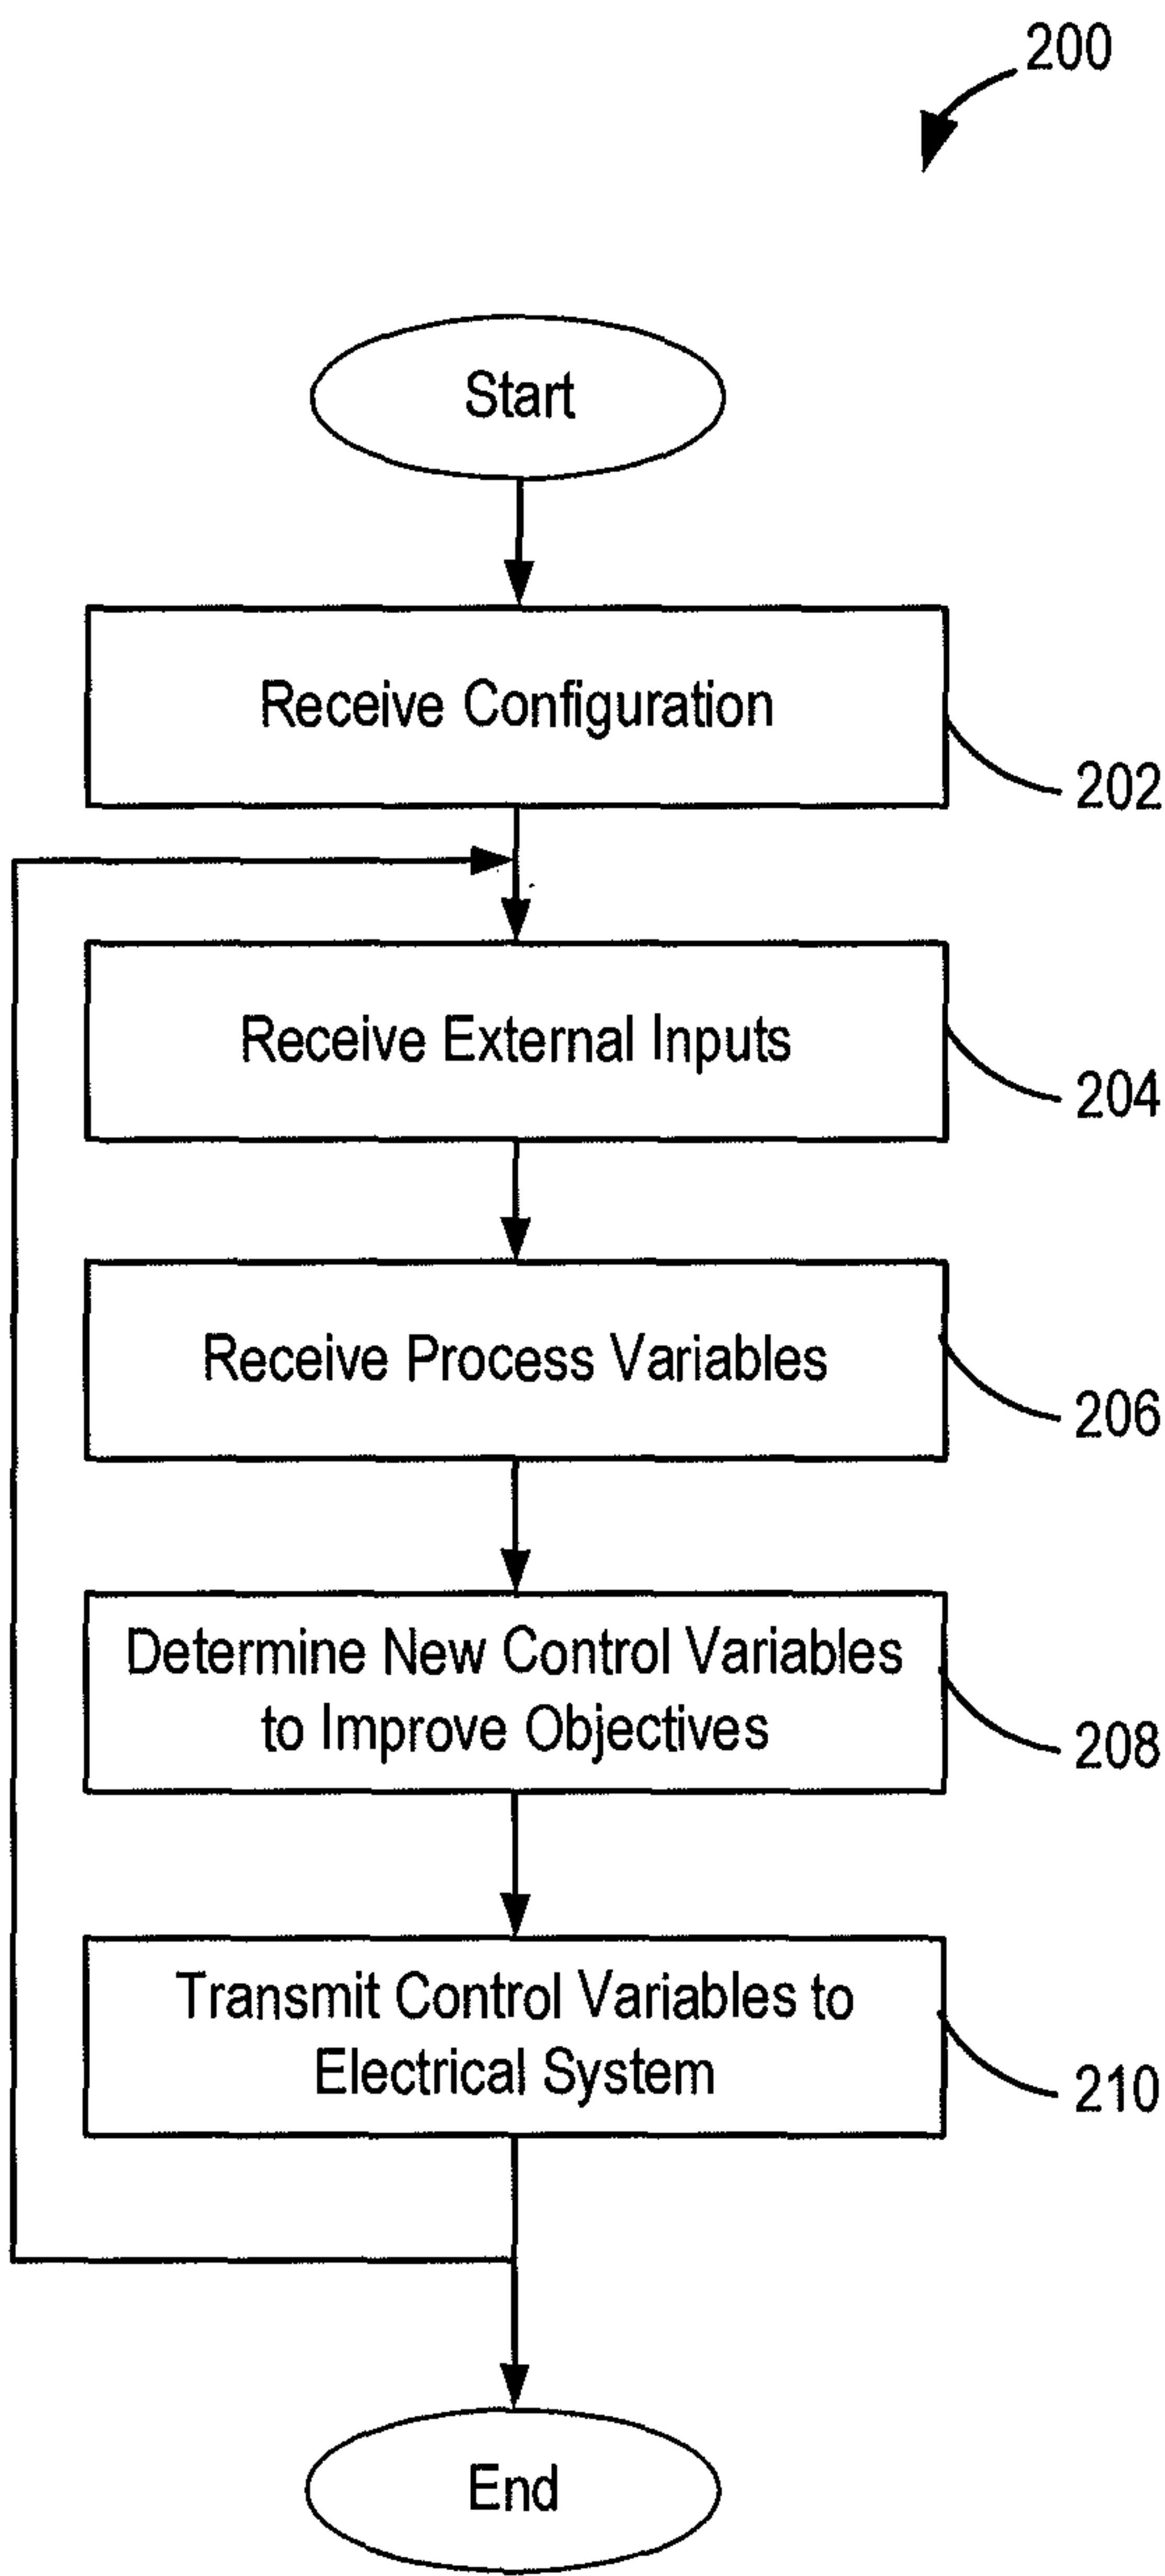 200
Start
Receive Configuration
202
Receive External Inputs
204
Receive Process Variables
206
Determine New Control Variables
to Improve Objectives
208
Transmit Control Variables to
Electrical System
210
End